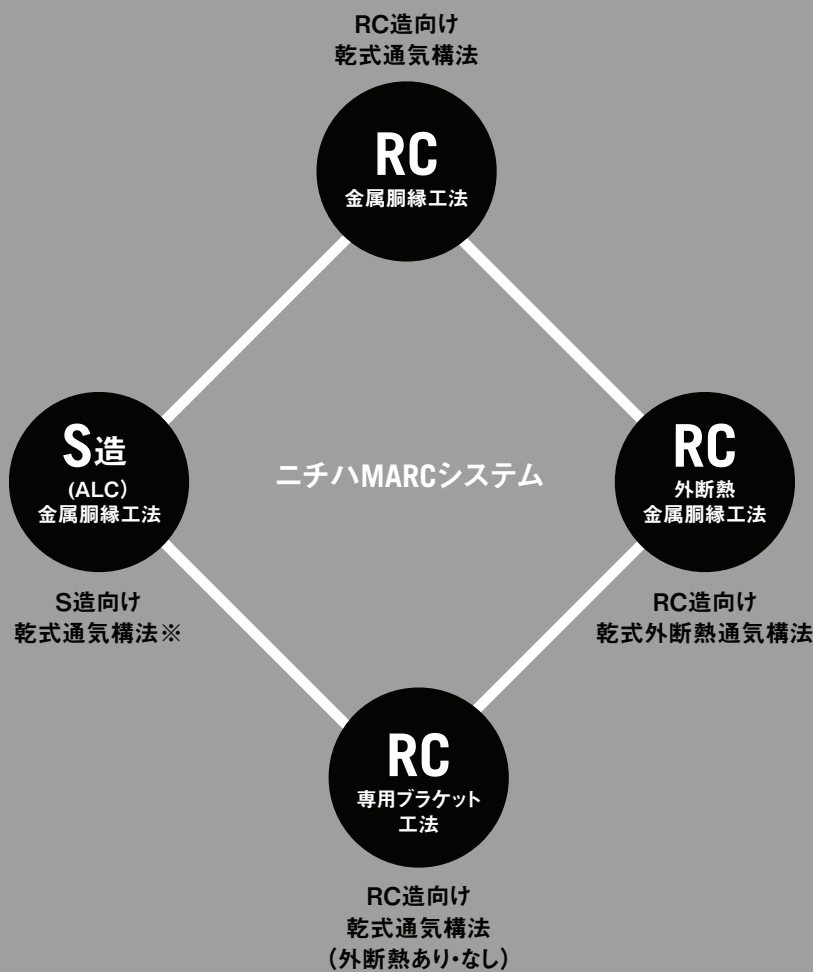 RC造向け
乾式通気構法
RC
金属胴縁工法
S造
(ALC)
金属胴縁工法
S造向け
乾式通気構法※
ニチハMARCシステム
RC
外断熱
金属胴縁工法
RC造向け
乾式外断熱通気構法
RC
専用ブラケット
工法
RC造向け
乾式通気構法
(外断熱あり・なし)